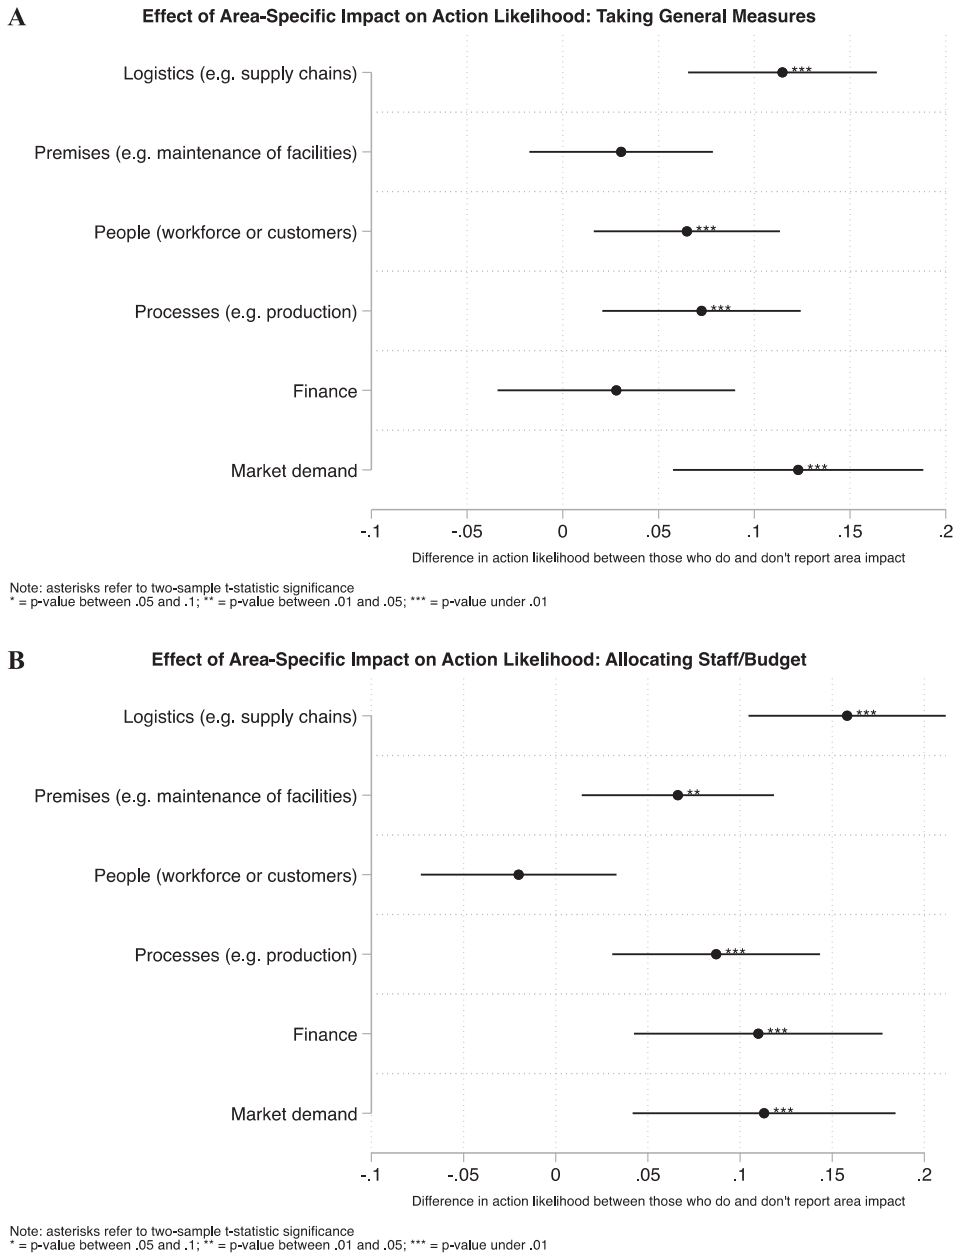 A
Effect of Area-Specific Impact on Action Likelihood: Taking General Measures
Logistics (e.g. supply chains)
***
Premises (e.g. maintenance of facilities)
People (workforce or customers)
***
Processes (e.g. production)
***
Finance
Market demand
***
-.1 -.05 0 .05 .1 .15 .2
Difference in action likelihood between those who do and don't report area impact
Note: asterisks refer to two-sample t-statistic significance
* = p-value between .05 and .1; ** = p-value between .01 and .05; *** = p-value under .01
B
Effect of Area-Specific Impact on Action Likelihood: Allocating Staff/Budget
Logistics (e.g. supply chains)
***
Premises (e.g. maintenance of facilities)
**
People (workforce or customers)
Processes (e.g. production)
***
Finance
***
Market demand
***
-.1 -.05 0 .05 .1 .15 .2
Difference in action likelihood between those who do and don't report area impact
Note: asterisks refer to two-sample t-statistic significance
* = p-value between .05 and .1; ** = p-value between .01 and .05; *** = p-value under .01